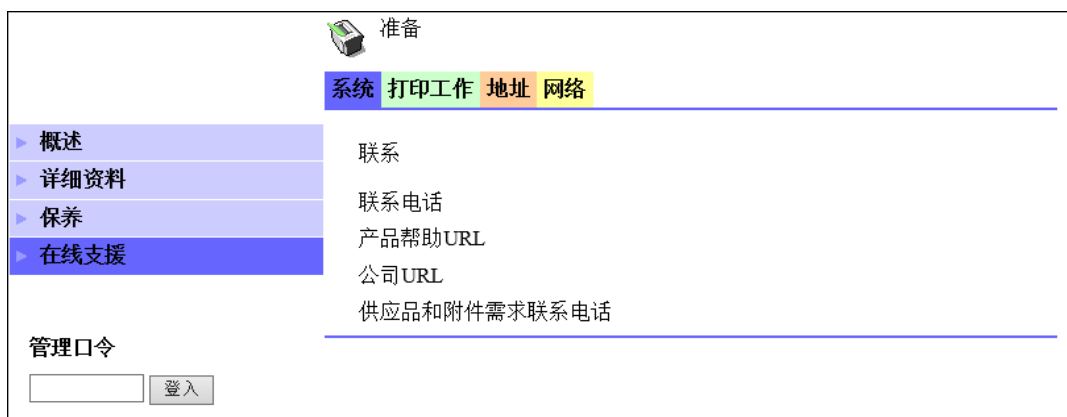 准备
系统 打印工作 地址 网络
概述
详细资料
保养
在线支援
管理口令
登入
联系
联系电话
产品帮助URL
公司URL
供应品和附件需求联系电话